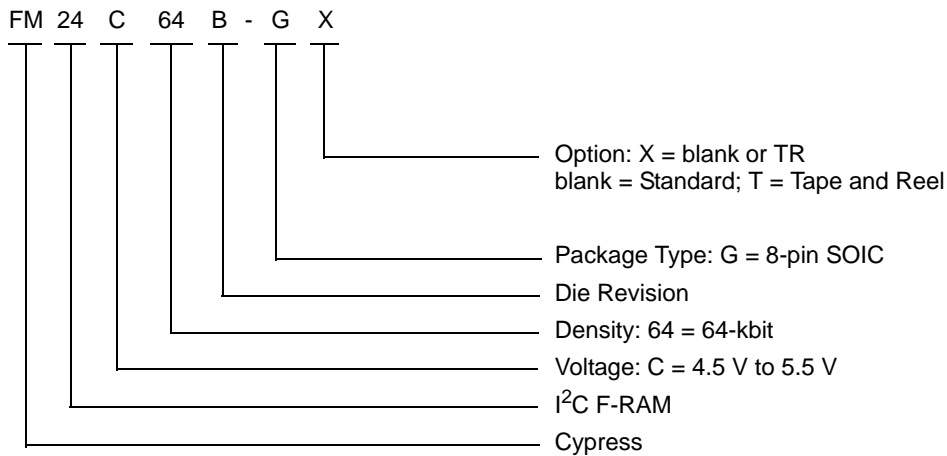 FM 24 C 64 B - G X
Option: X = blank or TR
blank = Standard; T = Tape and Reel
Package Type: G = 8-pin SOIC
Die Revision
Density: 64 = 64-kbit
Voltage: C = 4.5 V to 5.5 V
I²C F-RAM
Cypress